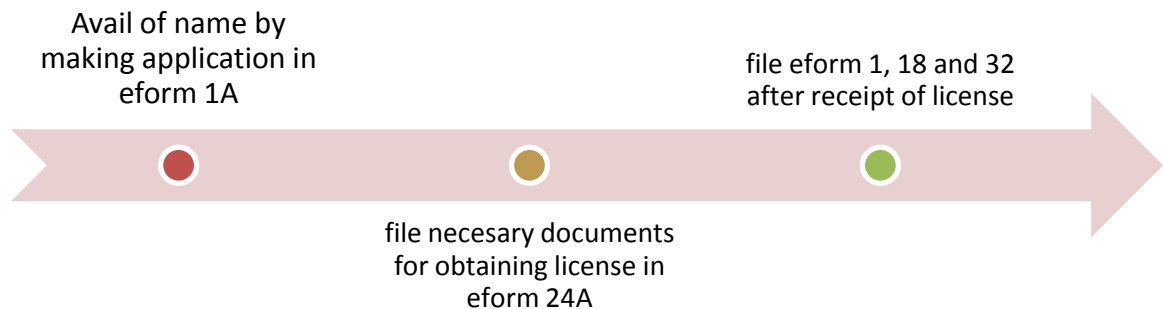 Avail of name by
making application in
eform 1A
file necesary documents
for obtaining license in
eform 24A
file eform 1, 18 and 32
after receipt of license